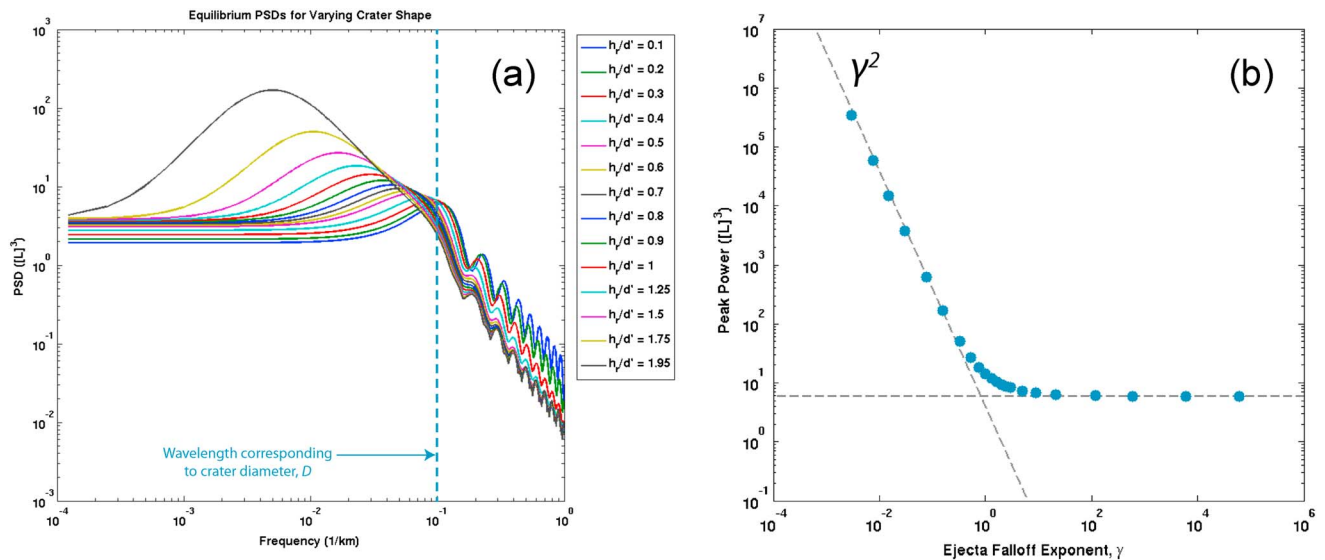 Equilibrium PSDs for Varying Crater Shape
(a)
10^3
10^2
10^1
10^0
10^-1
10^-2
10^-3
PSD ([L]^3)
10^-4
10^-3
10^-2
10^-1
10^0
Frequency (1/km)
Wavelength corresponding
to crater diameter, D
h_r/d' = 0.1
h_r/d' = 0.2
h_r/d' = 0.3
h_r/d' = 0.4
h_r/d' = 0.5
h_r/d' = 0.6
h_r/d' = 0.7
h_r/d' = 0.8
h_r/d' = 0.9
h_r/d' = 1
h_r/d' = 1.25
h_r/d' = 1.5
h_r/d' = 1.75
h_r/d' = 1.95
(b)
γ^2
10^7
10^6
10^5
10^4
10^3
10^2
10^1
10^0
10^-1
Peak Power ([L]^3)
10^-4
10^-2
10^0
10^2
10^4
10^6
Ejecta Falloff Exponent, γ